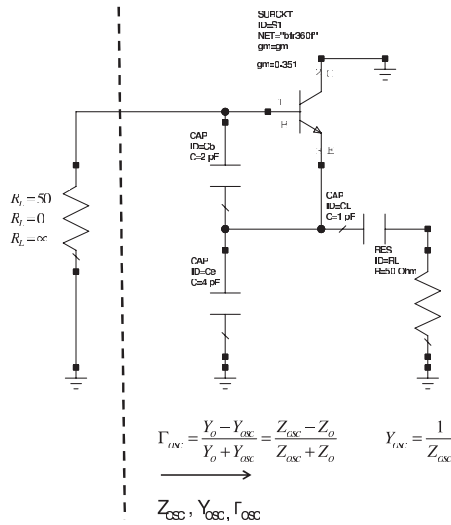 SUBCKT
ID=S1
NET="bfr360f"
gm=gm
gm=0.351
C
1
B
E
CAP
ID=Cb
C=2 pF
CAP
ID=CL
C=1 pF
R_L = 50
R_L = 0
R_L = ∞
CAP
ID=Ce
C=4 pF
RES
ID=RL
R=50 Ohm
Γ_OSC = (Y_O − Y_OSC) / (Y_O + Y_OSC) = (Z_OSC − Z_O) / (Z_OSC + Z_O)
Y_OSC = 1 / Z_OSC
Z_OSC, Y_OSC, Γ_OSC